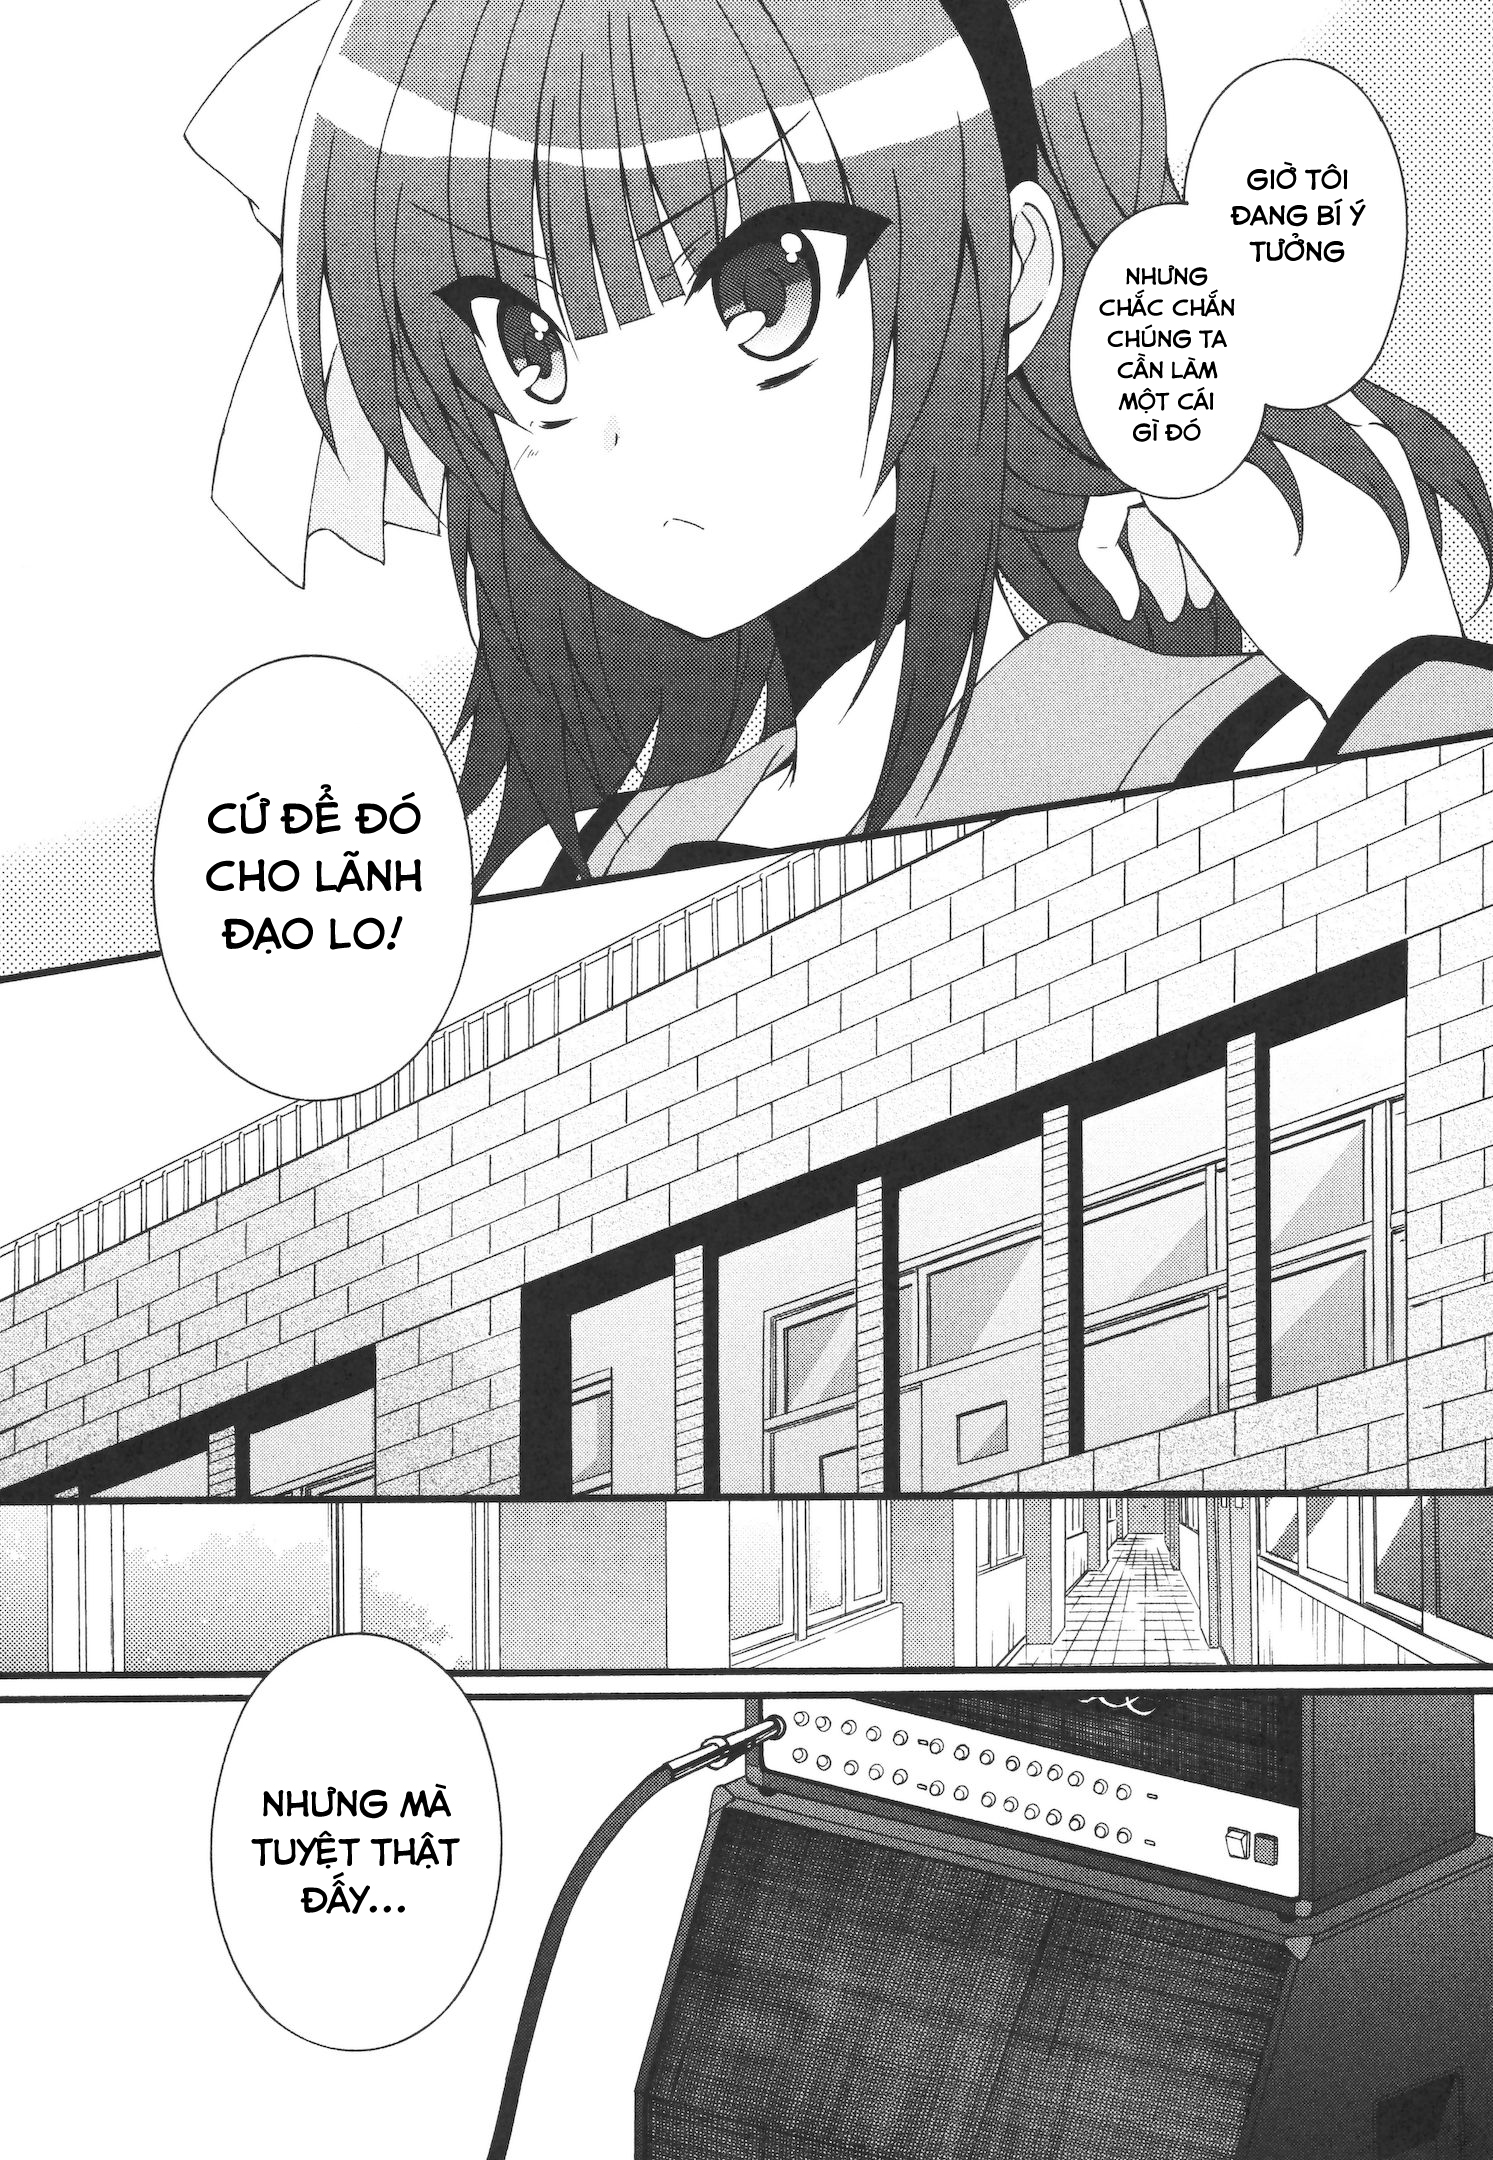 GIỜ TÔI
ĐANG BÍ Ý
TƯỞNG
NHƯNG
CHẮC CHẮN
CHÚNG TA
CẦN LÀM
MỘT CÁI
GÌ ĐÓ
CỨ ĐỂ ĐÓ
CHO LÃNH
ĐẠO LO!
NHƯNG MÀ
TUYỆT THẬT
ĐẤY...